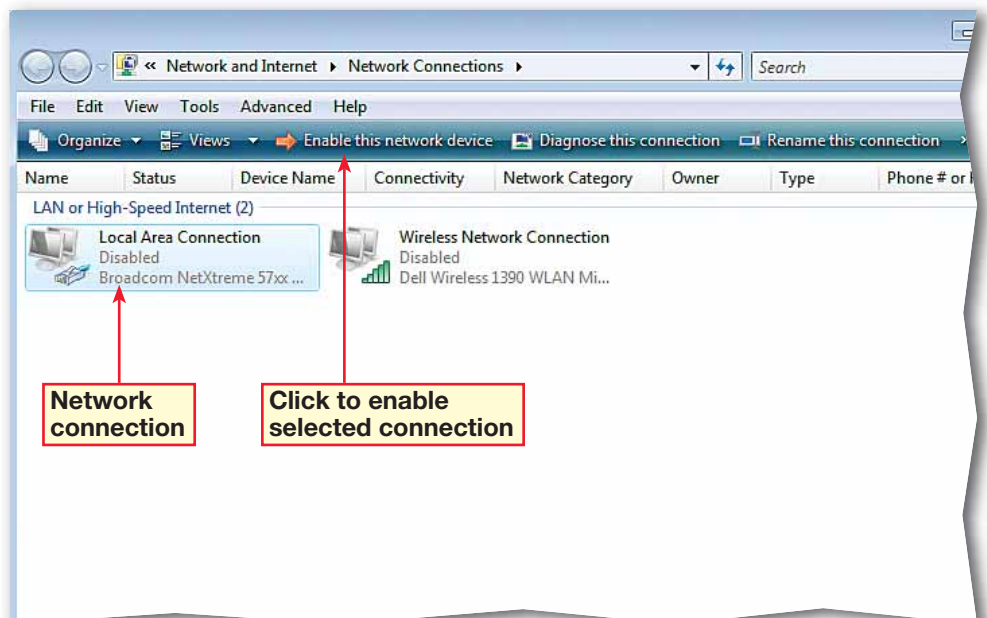 « Network and Internet ▸ Network Connections ▸ Search
File Edit View Tools Advanced Help
Organize Views Enable this network device Diagnose this connection Rename this connection »
Name Status Device Name Connectivity Network Category Owner Type Phone # or
LAN or High-Speed Internet (2)
Local Area Connection
Disabled
Broadcom NetXtreme 57xx ...
Wireless Network Connection
Disabled
Dell Wireless 1390 WLAN Mi...
Network
connection
Click to enable
selected connection